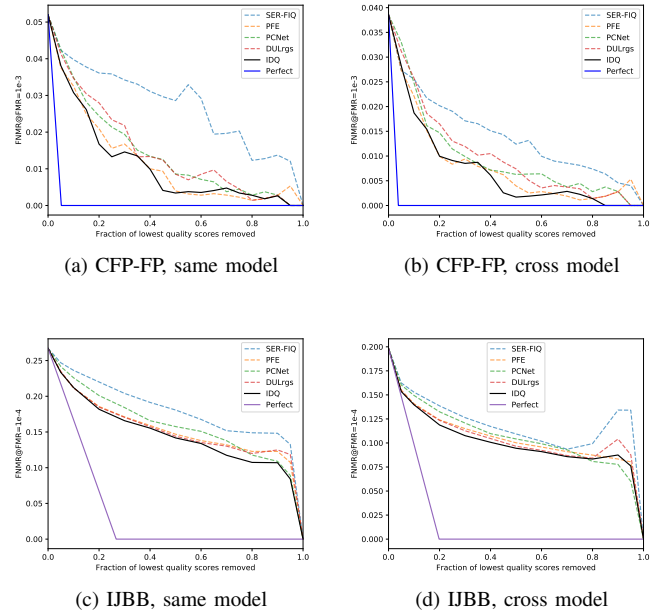 SER-FIQ
PFE
PCNet
DULrgs
IDQ
Perfect
FNMR@FMR=1e-3
0.05
0.04
0.03
0.02
0.01
0.00
0.0 0.2 0.4 0.6 0.8 1.0
Fraction of lowest quality scores removed
(a) CFP-FP, same model
SER-FIQ
PFE
PCNet
DULrgs
IDQ
Perfect
FNMR@FMR=1e-3
0.040
0.035
0.030
0.025
0.020
0.015
0.010
0.005
0.000
0.0 0.2 0.4 0.6 0.8 1.0
Fraction of lowest quality scores removed
(b) CFP-FP, cross model
SER-FIQ
PFE
PCNet
DULrgs
IDQ
Perfect
FNMR@FMR=1e-4
0.25
0.20
0.15
0.10
0.05
0.00
0.0 0.2 0.4 0.6 0.8 1.0
Fraction of lowest quality scores removed
(c) IJBB, same model
SER-FIQ
PFE
PCNet
DULrgs
IDQ
Perfect
FNMR@FMR=1e-4
0.200
0.175
0.150
0.125
0.100
0.075
0.050
0.025
0.000
0.0 0.2 0.4 0.6 0.8 1.0
Fraction of lowest quality scores removed
(d) IJBB, cross model